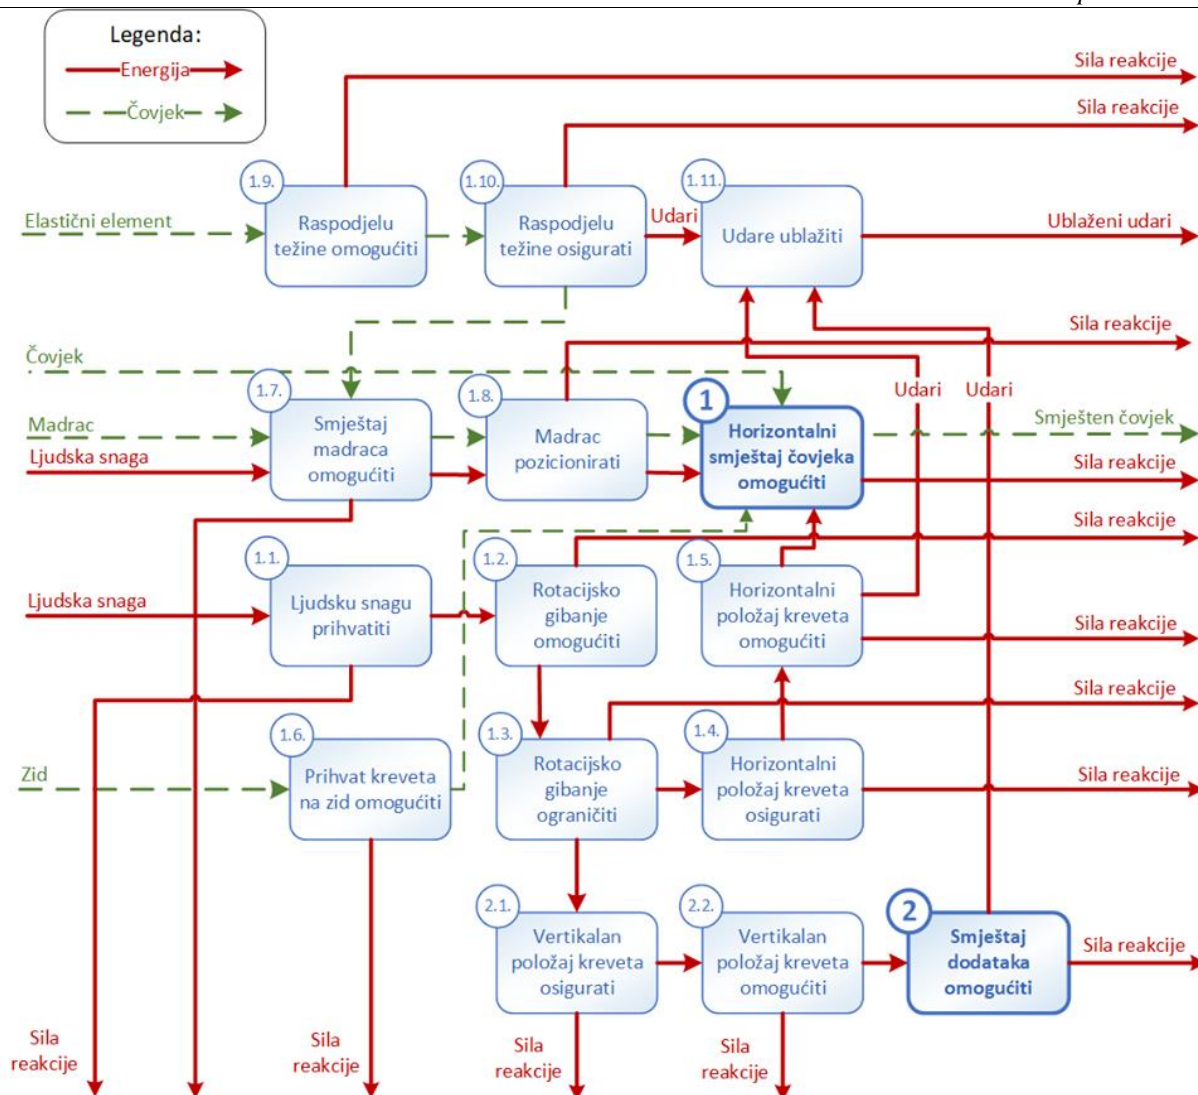 Legenda:
Energija
Čovjek
Sila reakcije
Sila reakcije
1.9.
Raspodjelu
težine omogućiti
1.10.
Raspodjelu
težine osigurati
1.11.
Udare ublažiti
Elastični element
Udari
Ublaženi udari
Sila reakcije
Čovjek
1.7.
Smještaj
madraca
omogućiti
1.8.
Madrac
pozicionirati
1
Horizontalni
smještaj čovjeka
omogućiti
Udari
Udari
Madrac
Ljudska snaga
Smješten čovjek
Sila reakcije
Sila reakcije
1.1.
Ljudsku snagu
prihvatiti
1.2.
Rotacijsko
gibanje
omogućiti
1.5.
Horizontalni
položaj kreveta
omogućiti
Ljudska snaga
Sila reakcije
Sila reakcije
1.6.
Prihvat kreveta
na zid omogućiti
1.3.
Rotacijsko
gibanje
ograničiti
1.4.
Horizontalni
položaj kreveta
osigurati
Zid
Sila reakcije
2.1.
Vertikalan
položaj kreveta
osigurati
2.2.
Vertikalan
položaj kreveta
omogućiti
2
Smještaj
dodataka
omogućiti
Sila reakcije
Sila
reakcije
Sila
reakcije
Sila
reakcije
Sila
reakcije